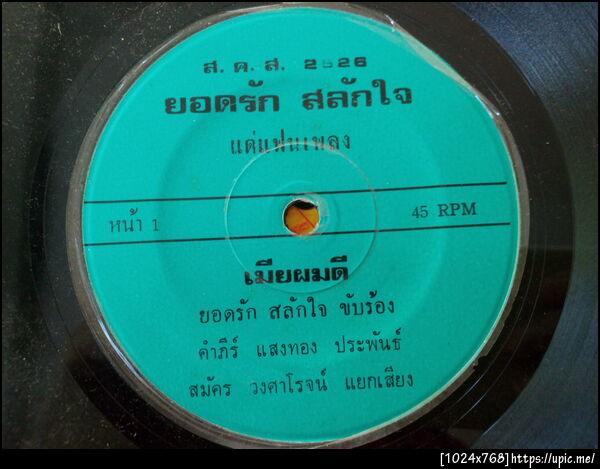 ส. ค. ส. 2526
ยอดรัก สลักใจ
แด่แฟนเพลง
หน้า 1
45 RPM
เมียผมดี
ยอดรัก สลักใจ ขับร้อง
คำภีร์ แสงทอง ประพันธ์
สมัคร วงศาโรจน์ แยกเสียง
[1024x768]https://upic.me/